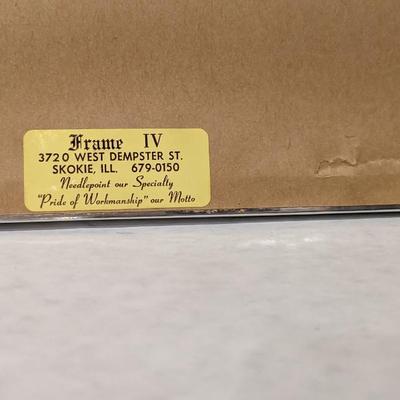 Frame IV
3720 WEST DEMPSTER ST.
SKOKIE, ILL. 679-0150
Needlepoint our Specialty
"Pride of Workmanship" our Motto